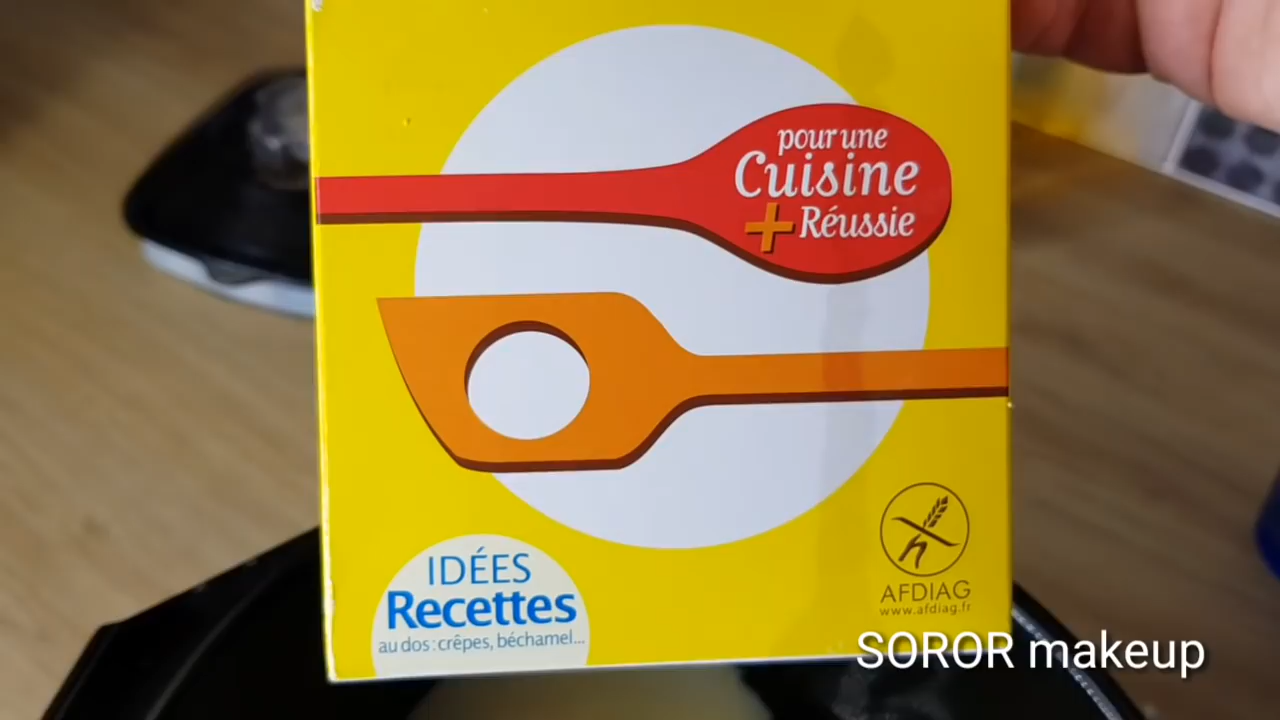 pour une
Cuisine
+ Réussie
IDÉES
Recettes
au dos : crêpes, béchamel...
AFDIAG
www.afdiag.fr
SOROR makeup